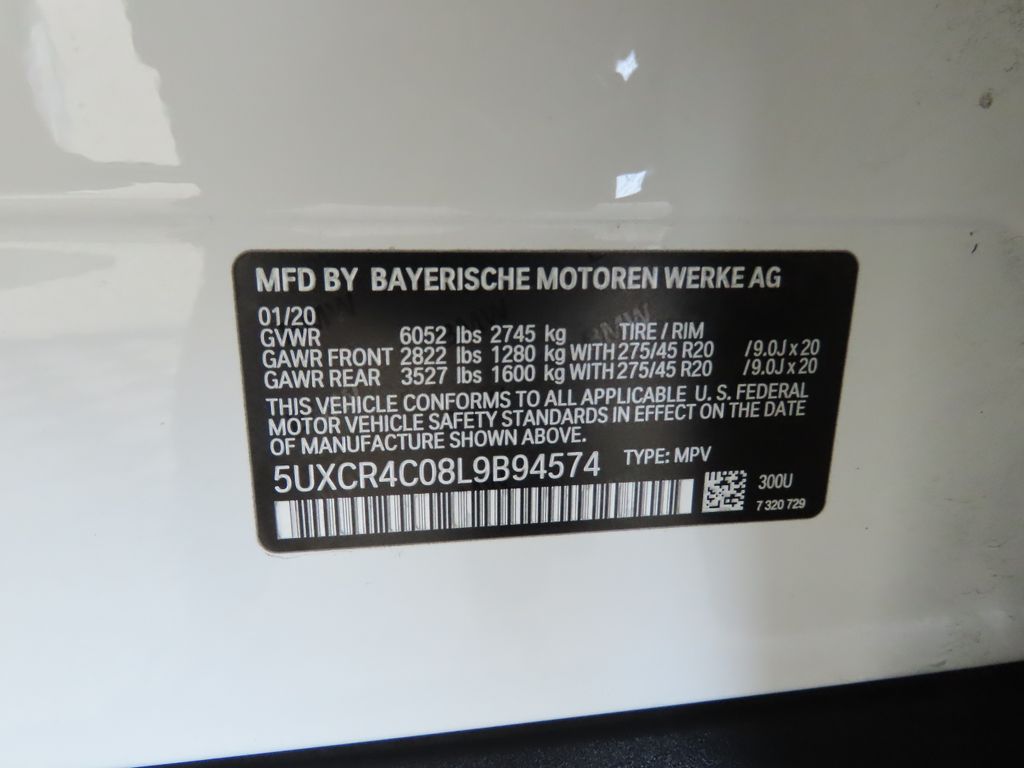 MFD BY BAYERISCHE MOTOREN WERKE AG
01/20
GVWR 6052 lbs 2745 kg TIRE / RIM
GAWR FRONT 2822 lbs 1280 kg WITH 275/45 R20 /9.0J x 20
GAWR REAR 3527 lbs 1600 kg WITH 275/45 R20 /9.0J x 20
THIS VEHICLE CONFORMS TO ALL APPLICABLE U. S. FEDERAL
MOTOR VEHICLE SAFETY STANDARDS IN EFFECT ON THE DATE
OF MANUFACTURE SHOWN ABOVE.
5UXCR4C08L9B94574 TYPE: MPV
300U
7 320 729